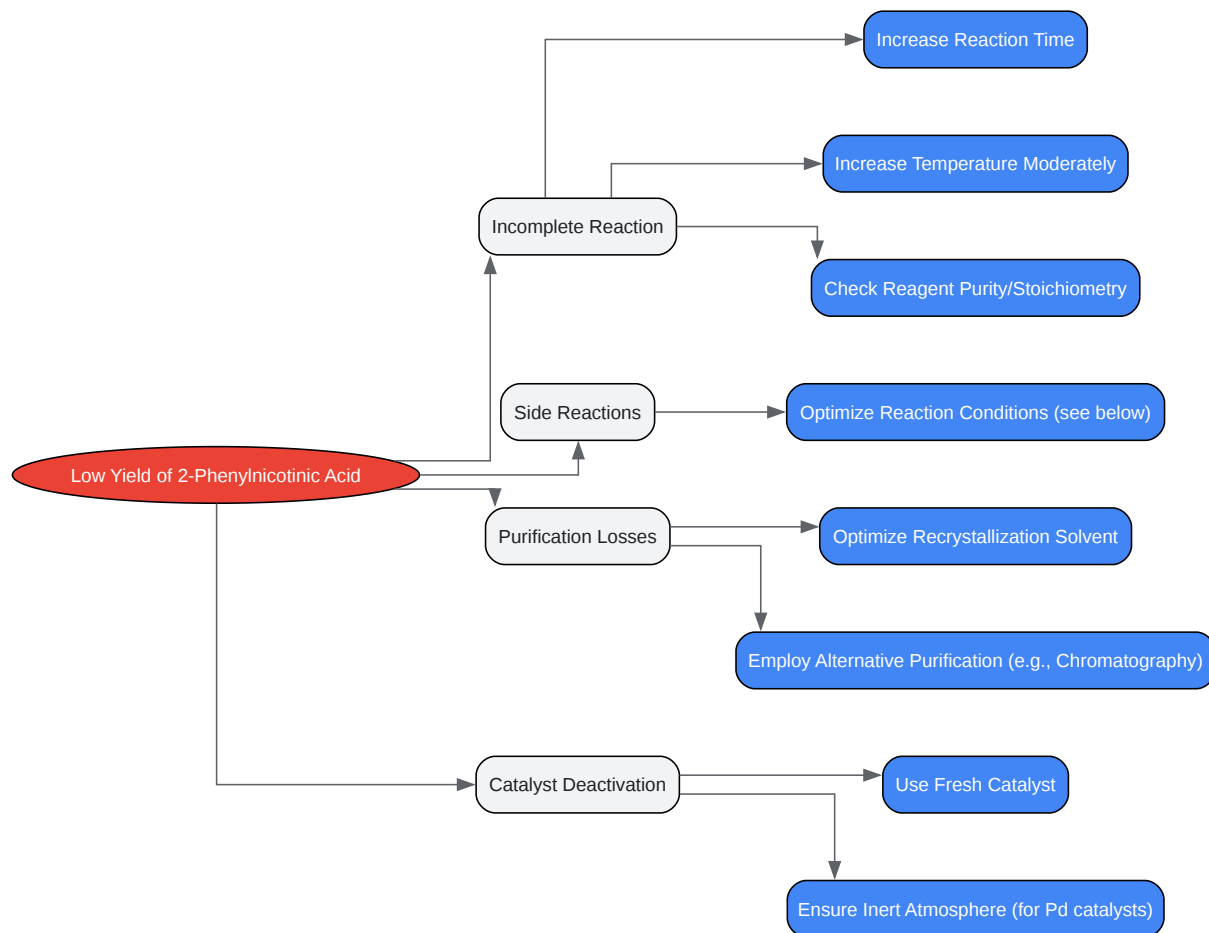 Increase Reaction Time
Increase Temperature Moderately
Incomplete Reaction
Check Reagent Purity/Stoichiometry
Side Reactions
Optimize Reaction Conditions (see below)
Low Yield of 2-Phenylnicotinic Acid
Purification Losses
Optimize Recrystallization Solvent
Employ Alternative Purification (e.g., Chromatography)
Catalyst Deactivation
Use Fresh Catalyst
Ensure Inert Atmosphere (for Pd catalysts)